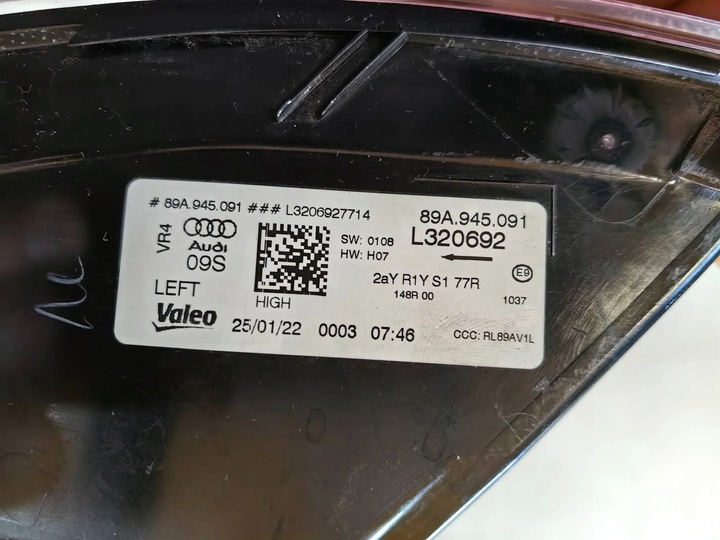 # 89A.945.091 ### L3206927714
89A.945.091
VR4
Audi
09S
LEFT
Valeo
HIGH
SW: 0108
HW: H07
L320692
2aY R1Y S1 77R
148R 00
E9
1037
25/01/22 0003 07:46
CCC: RL89AV1L